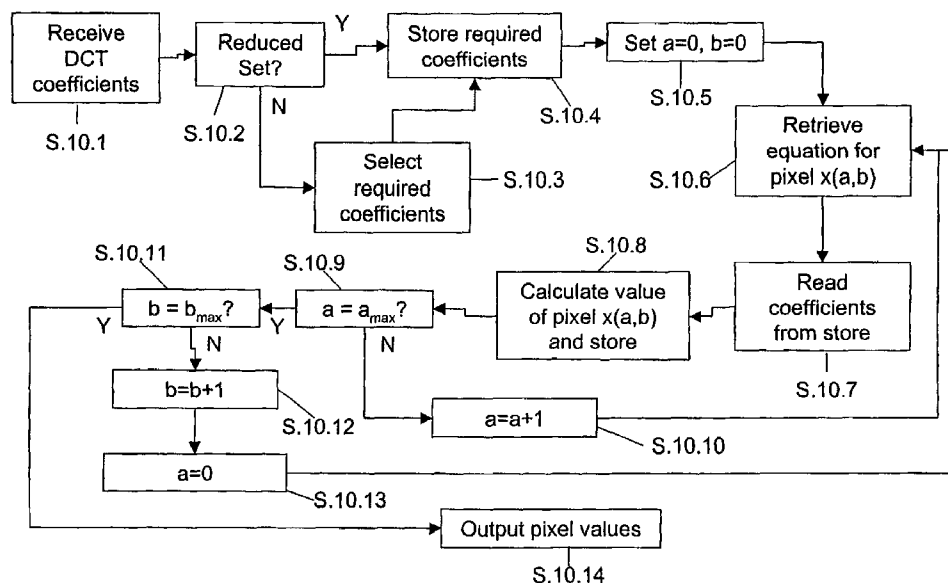 Receive
DCT
coefficients
S.10.1
Reduced
Set?
Y
N
S.10.2
Select
required
coefficients
S.10.3
Store required
coefficients
S.10.4
Set a=0, b=0
S.10.5
Retrieve
equation for
pixel x(a,b)
S.10.6
Read
coefficients
from store
S.10.7
S.10.8
Calculate value
of pixel x(a,b)
and store
S.10.9
a = amax?
Y
N
a=a+1
S.10.10
S.10.11
b = bmax?
Y
N
b=b+1
S.10.12
a=0
S.10.13
Output pixel values
S.10.14